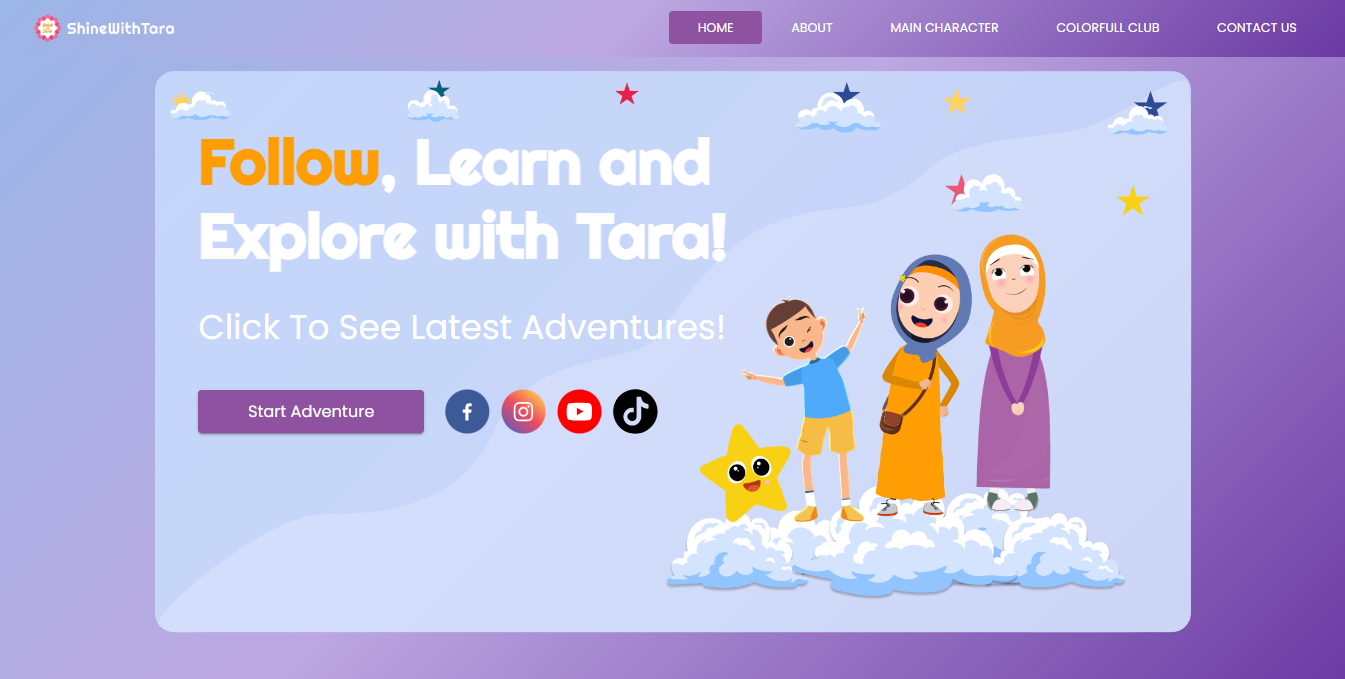 ShineWithTara
HOME
ABOUT
MAIN CHARACTER
COLORFULL CLUB
CONTACT US
Follow, Learn and
Explore with Tara!
Click To See Latest Adventures!
Start Adventure